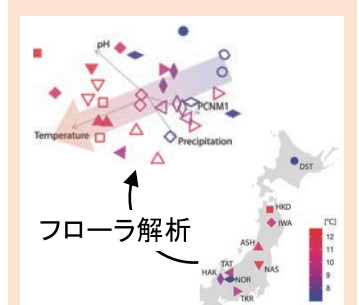 pH
PCNM1
Temperature
Precipitation
DST
フローラ解析
HKD
IWA
[℃]
12
ASH
11
10
TAT
NAS
9
HAK
NOR
8
TKR